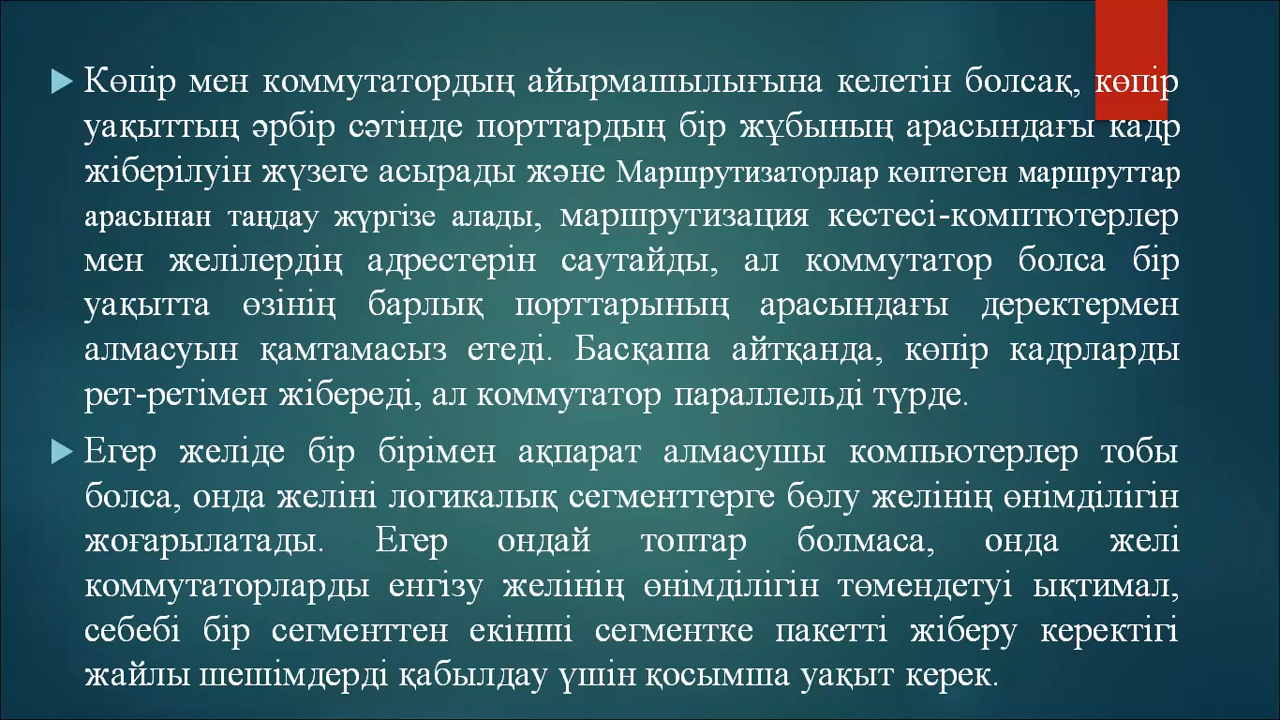 Көпір мен коммутатордың айырмашылығына келетін болсақ, көпір
уақыттың әрбір сәтінде порттардың бір жұбының арасындағы кадр
жіберілуін жүзеге асырады және Маршрутизаторлар көптеген маршруттар
арасынан таңдау жүргізе алады, маршрутизация кестесі-комптютерлер
мен желілердің адрестерін саутайды, ал коммутатор болса бір
уақытта өзінің барлық порттарының арасындағы деректермен
алмасуын қамтамасыз етеді. Басқаша айтқанда, көпір кадрларды
рет-ретімен жібереді, ал коммутатор параллельді түрде.
Егер желіде бір бірімен ақпарат алмасушы компьютерлер тобы
болса, онда желіні логикалық сегменттерге бөлу желінің өнімділігін
жоғарылатады. Егер ондай топтар болмаса, онда желі
коммутаторларды енгізу желінің өнімділігін төмендетуі ықтимал,
себебі бір сегменттен екінші сегментке пакетті жіберу керектігі
жайлы шешімдерді қабылдау үшін қосымша уақыт керек.